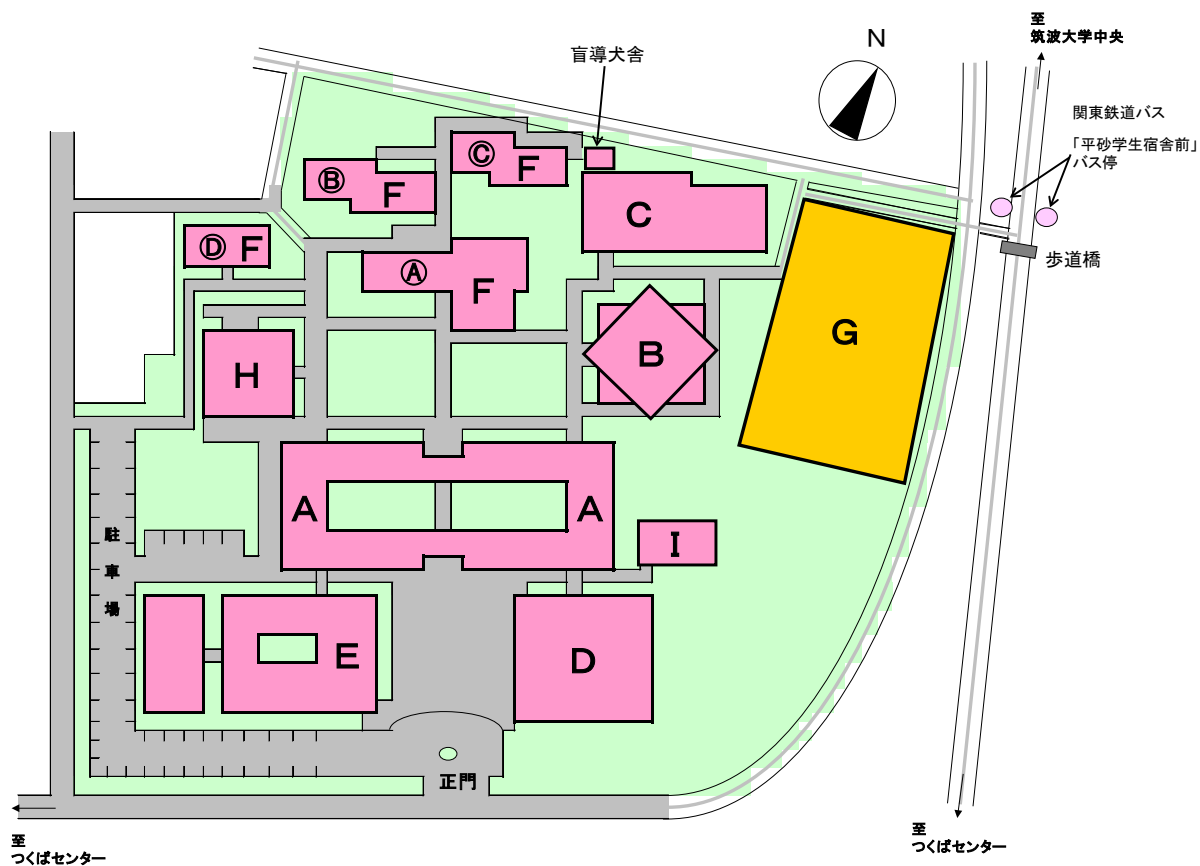 至
筑波大学中央
N
盲導犬舎
関東鉄道バス
「平砂学生宿舎前」
バス停
Ⓒ F
Ⓑ F
C
Ⓓ F
Ⓐ F
歩道橋
G
B
H
A
A
I
駐車場
E
D
正門
至
つくばセンター
至
つくばセンター